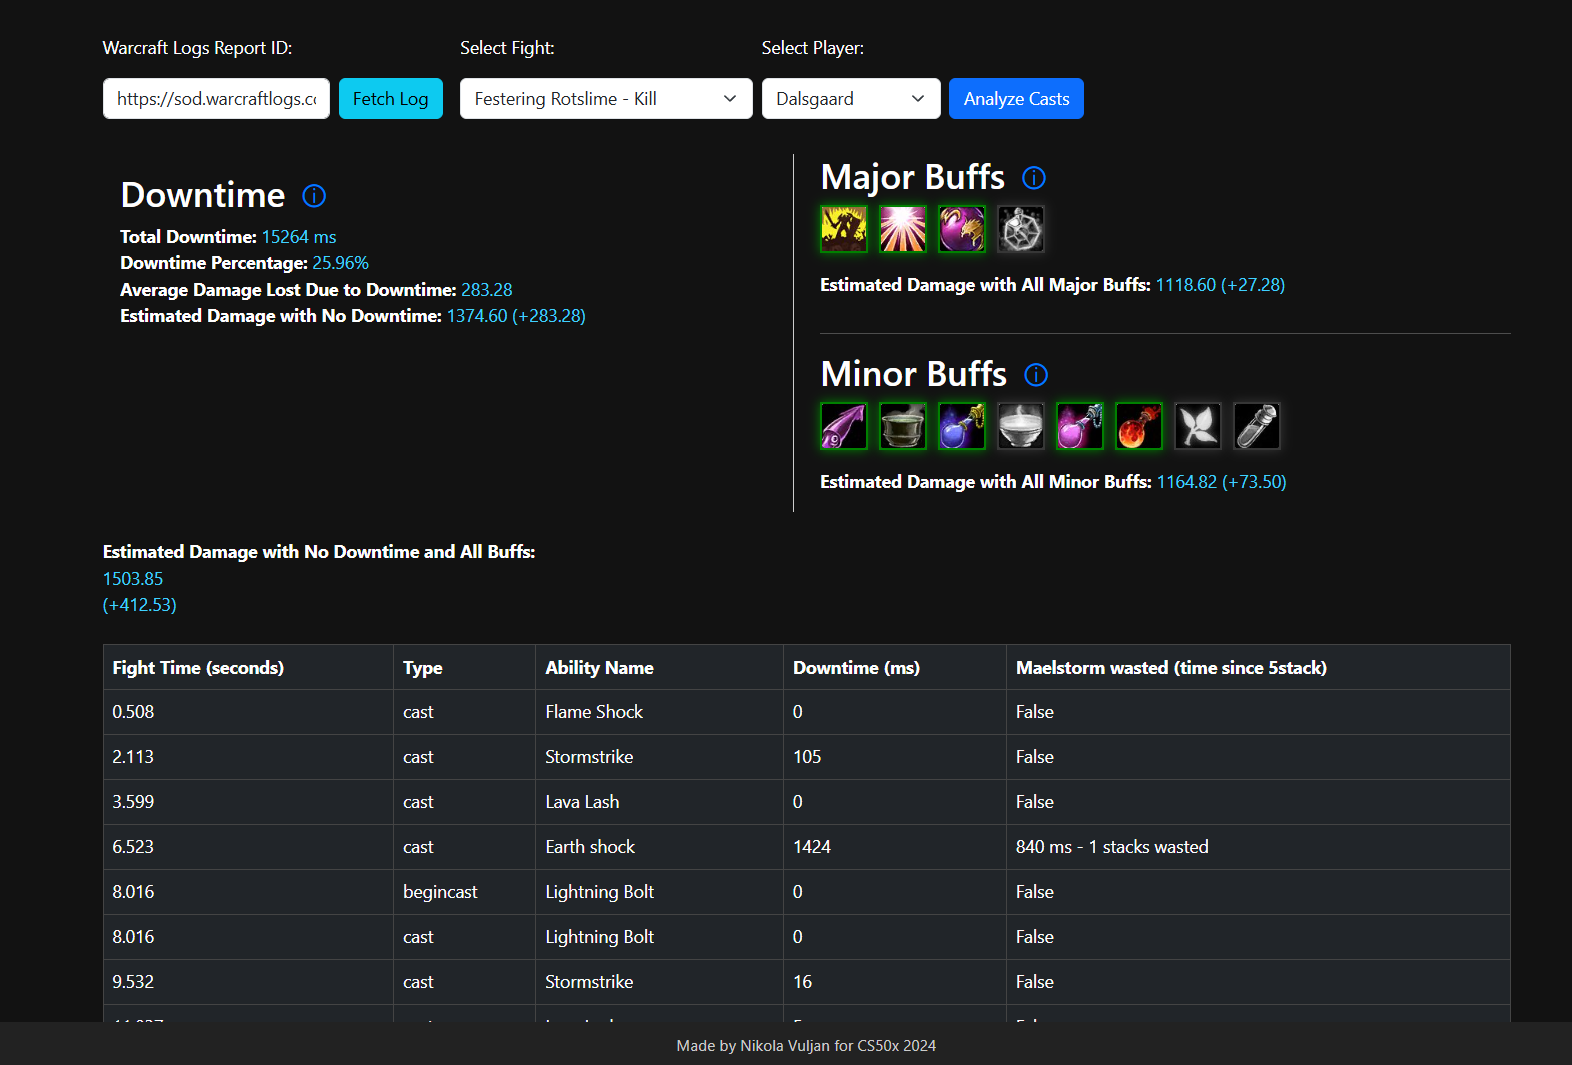 Warcraft Logs Report ID:
Select Fight:
Select Player:
https://sod.warcraftlogs.cc
Fetch Log
Festering Rotslime - Kill
Dalsgaard
Analyze Casts
Downtime
Total Downtime: 15264 ms
Downtime Percentage: 25.96%
Average Damage Lost Due to Downtime: 283.28
Estimated Damage with No Downtime: 1374.60 (+283.28)
Major Buffs
Estimated Damage with All Major Buffs: 1118.60 (+27.28)
Minor Buffs
Estimated Damage with All Minor Buffs: 1164.82 (+73.50)
Estimated Damage with No Downtime and All Buffs:
1503.85
(+412.53)
Fight Time (seconds) Type Ability Name Downtime (ms) Maelstorm wasted (time since 5stack)
0.508 cast Flame Shock 0 False
2.113 cast Stormstrike 105 False
3.599 cast Lava Lash 0 False
6.523 cast Earth shock 1424 840 ms - 1 stacks wasted
8.016 begincast Lightning Bolt 0 False
8.016 cast Lightning Bolt 0 False
9.532 cast Stormstrike 16 False
Made by Nikola Vuljan for CS50x 2024